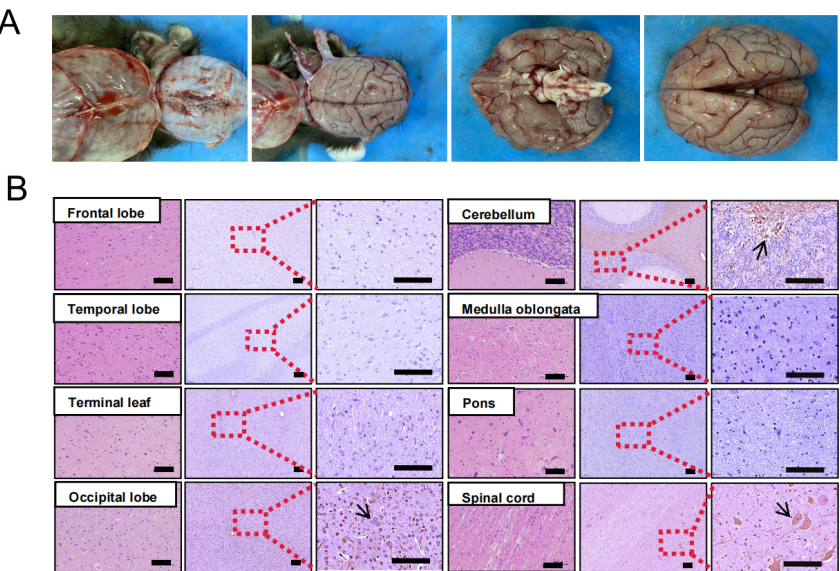 A
B
Frontal lobe
Cerebellum
Temporal lobe
Medulla oblongata
Terminal leaf
Pons
Occipital lobe
Spinal cord